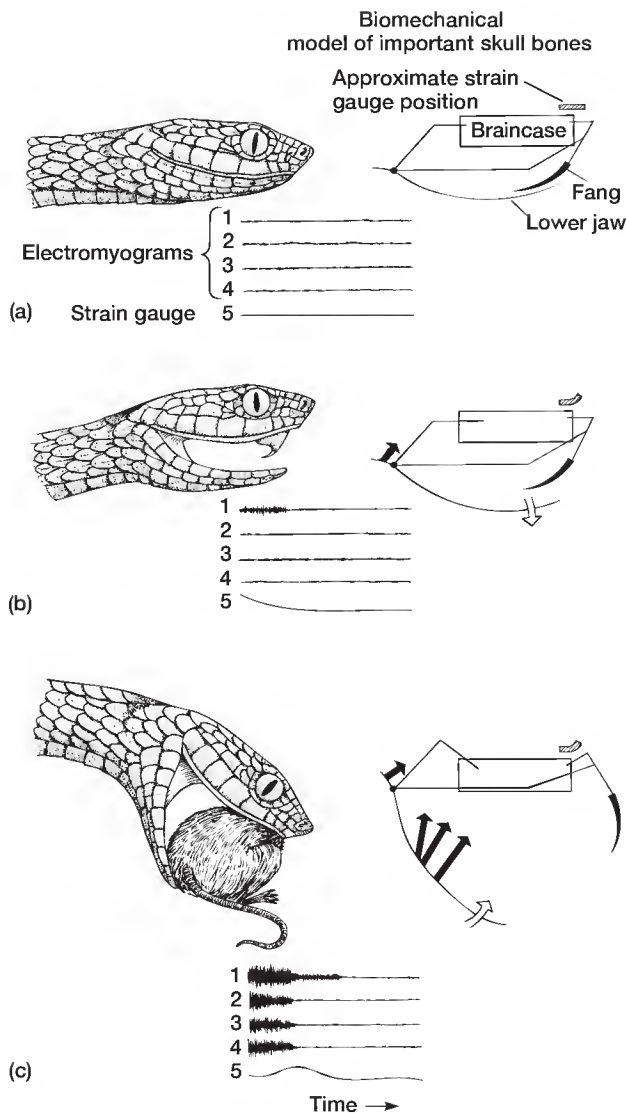 Biomechanical
model of important skull bones
Approximate strain
gauge position
Braincase
Fang
Lower jaw
Electromyograms
1
2
3
4
(a) Strain gauge 5
1
2
3
4
5
(b)
1
2
3
4
5
(c)
Time →